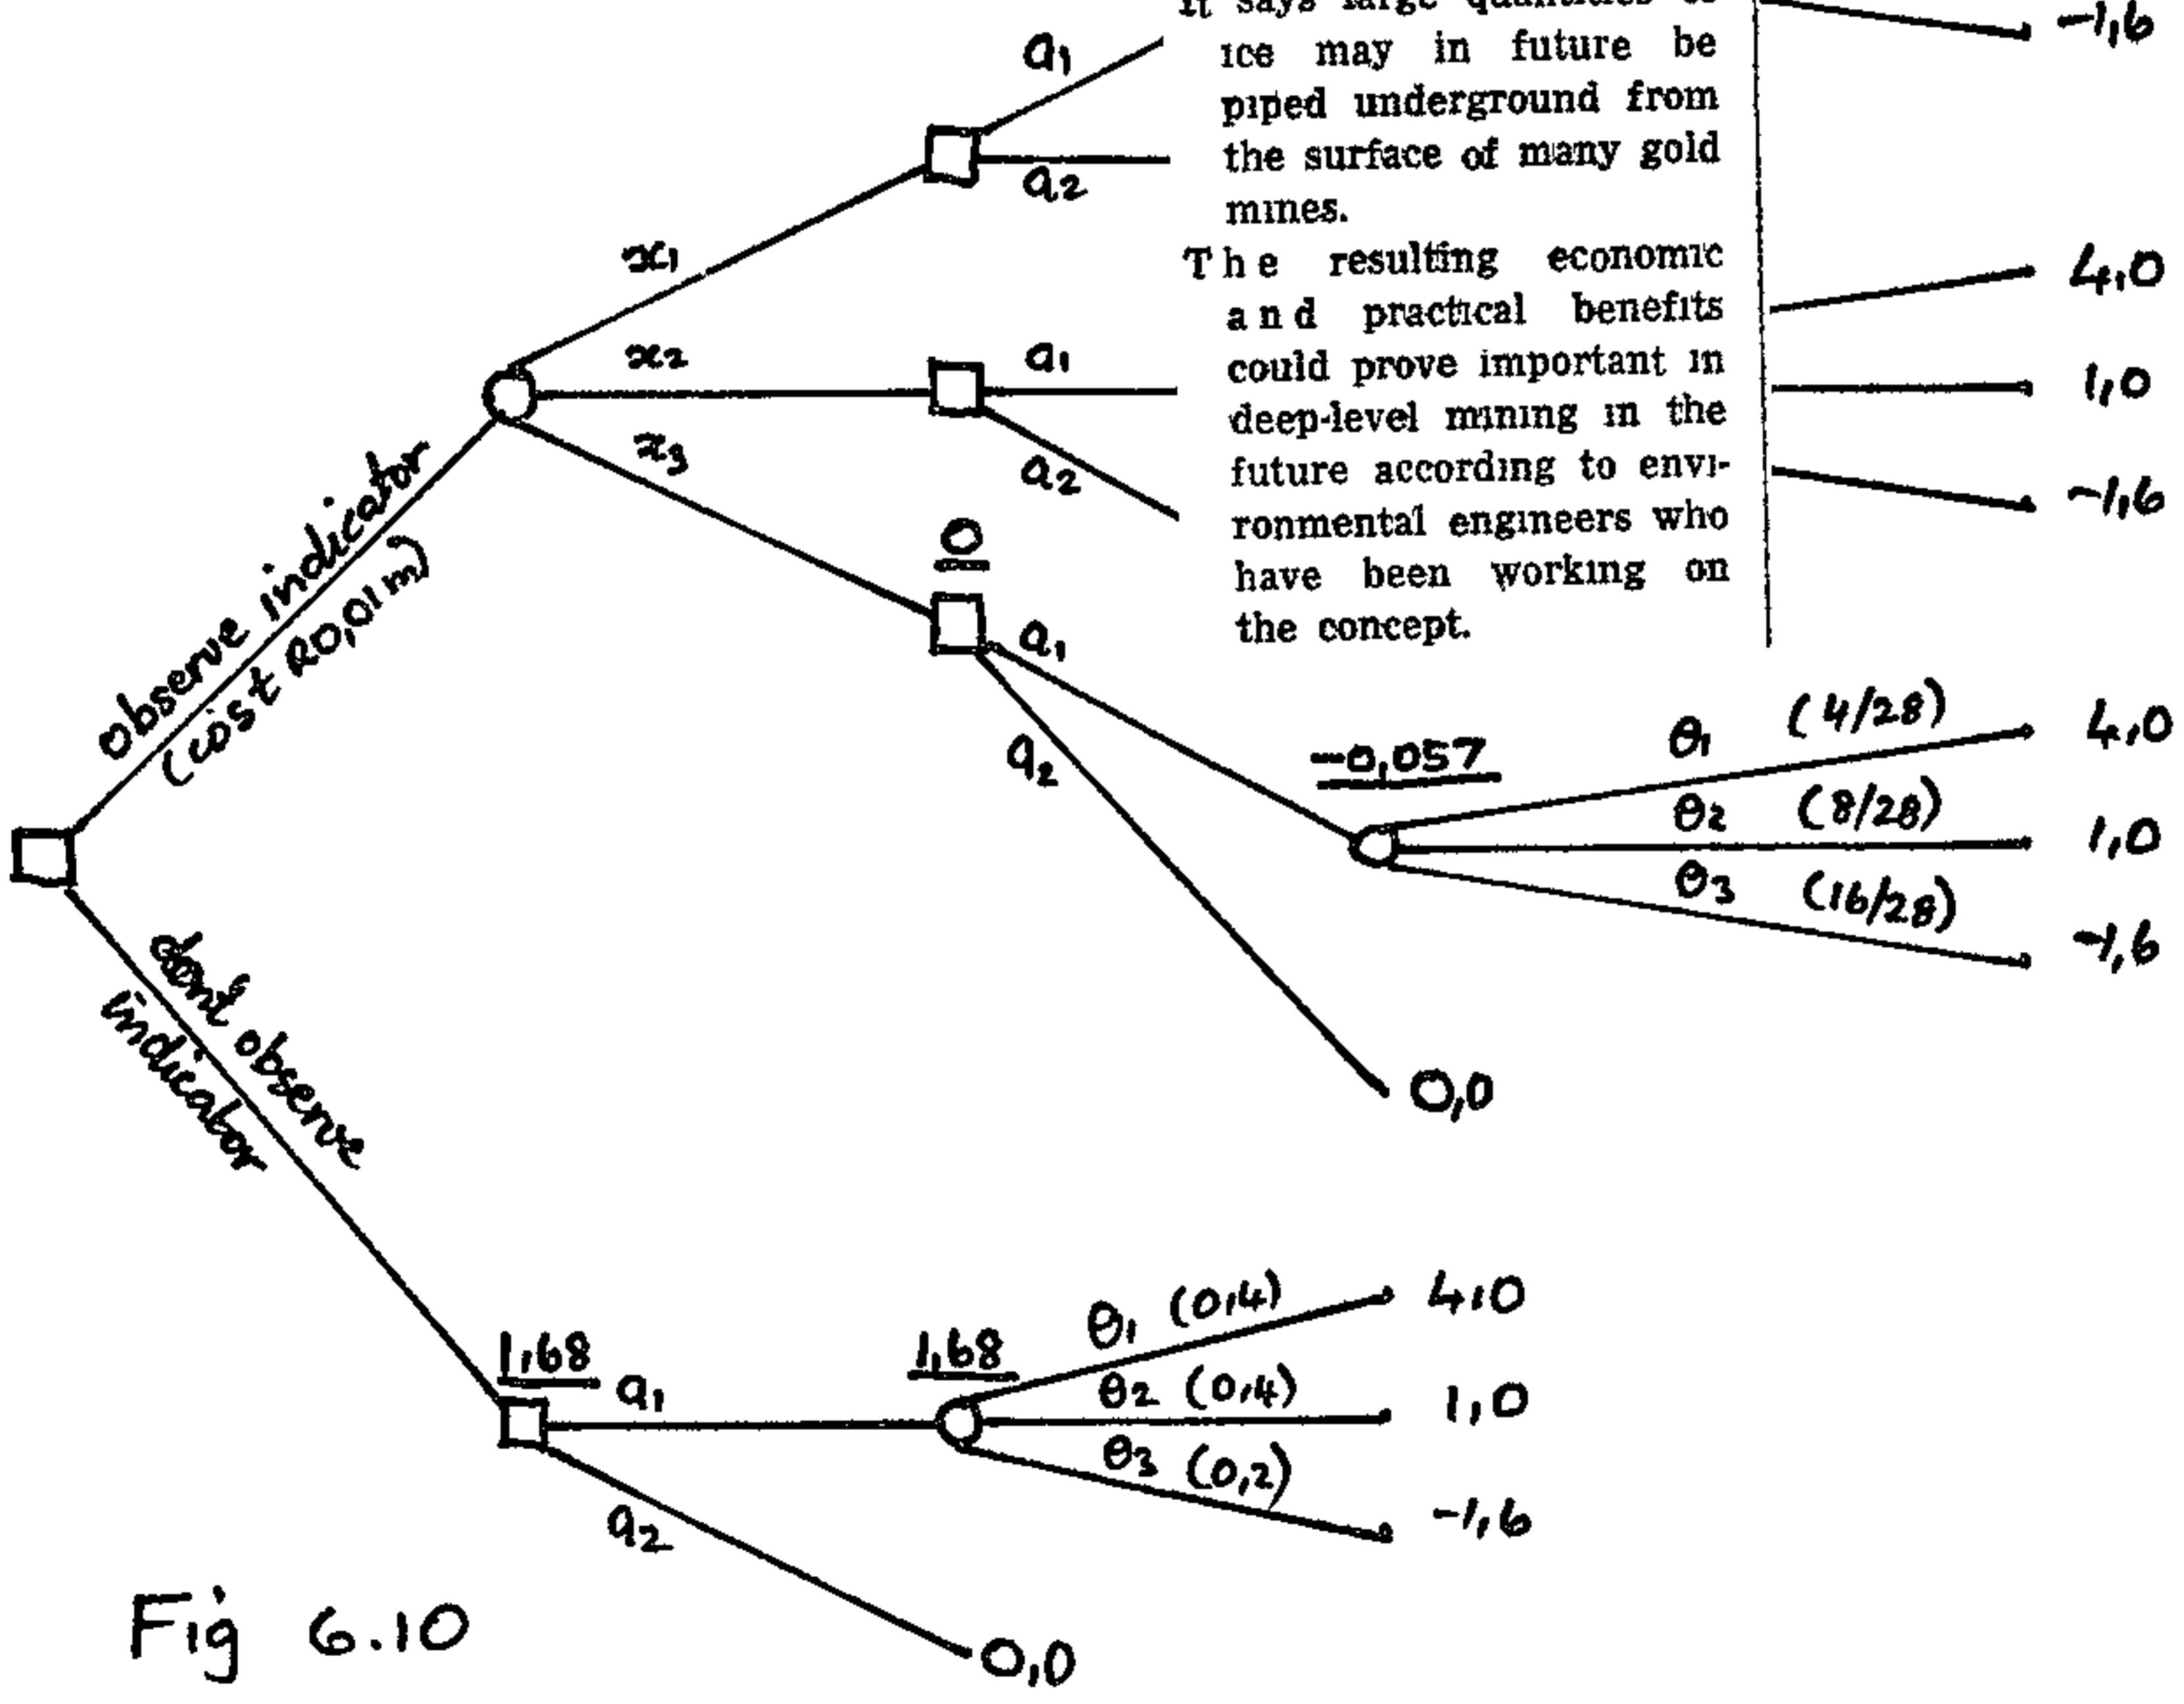 It says large quantities of
ice may in future be
piped underground from
the surface of many gold
mines.
The resulting economic
and practical benefits
could prove important in
deep-level mining in the
future according to envi-
ronmental engineers who
have been working on
the concept.
-1,6
4,0
1,0
-1,6
a1
a2
x1
x2
a1
a2
x3
0
a1
a2
observe indicator
(cost R0,01m)
-0,057
θ1 (4/28) 4,0
θ2 (8/28) 1,0
θ3 (16/28) -1,6
0,0
dont observe
indicator
1,68
a1
1,68
θ1 (0,4) 4,0
θ2 (0,4) 1,0
θ3 (0,2) -1,6
a2
0,0
Fig 6.10